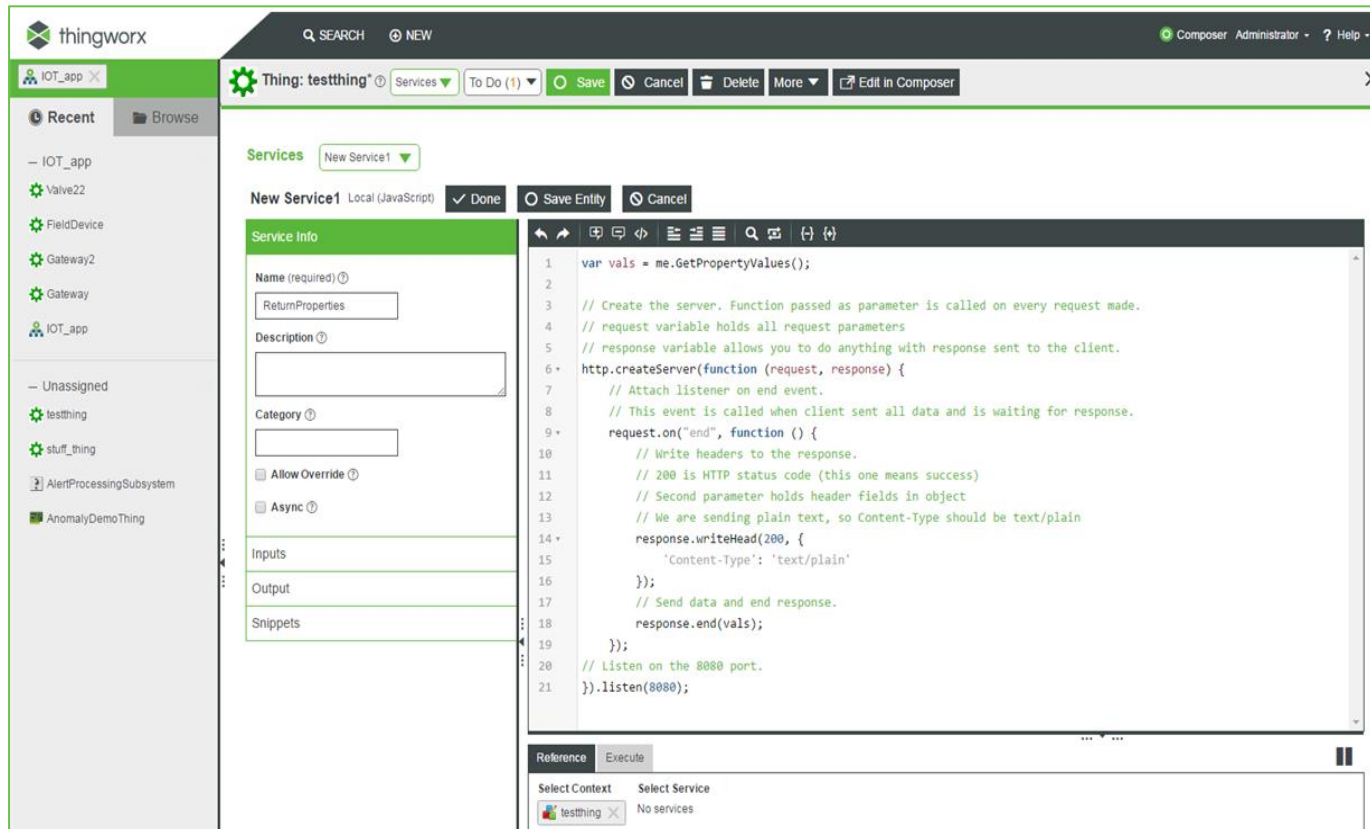 thingworx
SEARCH NEW
Composer Administrator ? Help
IOT_app
Thing: testthing* Services To Do (1) Save Cancel Delete More Edit in Composer
Recent Browse
– IOT_app
Valve22
FieldDevice
Gateway2
Gateway
IOT_app
– Unassigned
testthing
stuff_thing
AlertProcessingSubsystem
AnomalyDemoThing
Services New Service1
New Service1 Local (JavaScript) Done Save Entity Cancel
Service Info
Name (required)
ReturnProperties
Description
Category
Allow Override
Async
Inputs
Output
Snippets
1 var vals = me.GetPropertyValues();
2
3 // Create the server. Function passed as parameter is called on every request made.
4 // request variable holds all request parameters
5 // response variable allows you to do anything with response sent to the client.
6 http.createServer(function (request, response) {
7 // Attach listener on end event.
8 // This event is called when client sent all data and is waiting for response.
9 request.on("end", function () {
10 // Write headers to the response.
11 // 200 is HTTP status code (this one means success)
12 // Second parameter holds header fields in object
13 // We are sending plain text, so Content-Type should be text/plain
14 response.writeHead(200, {
15 'Content-Type': 'text/plain'
16 });
17 // Send data and end response.
18 response.end(vals);
19 });
20 // Listen on the 8080 port.
21 }).listen(8080);
Reference Execute
Select Context Select Service
testthing No services